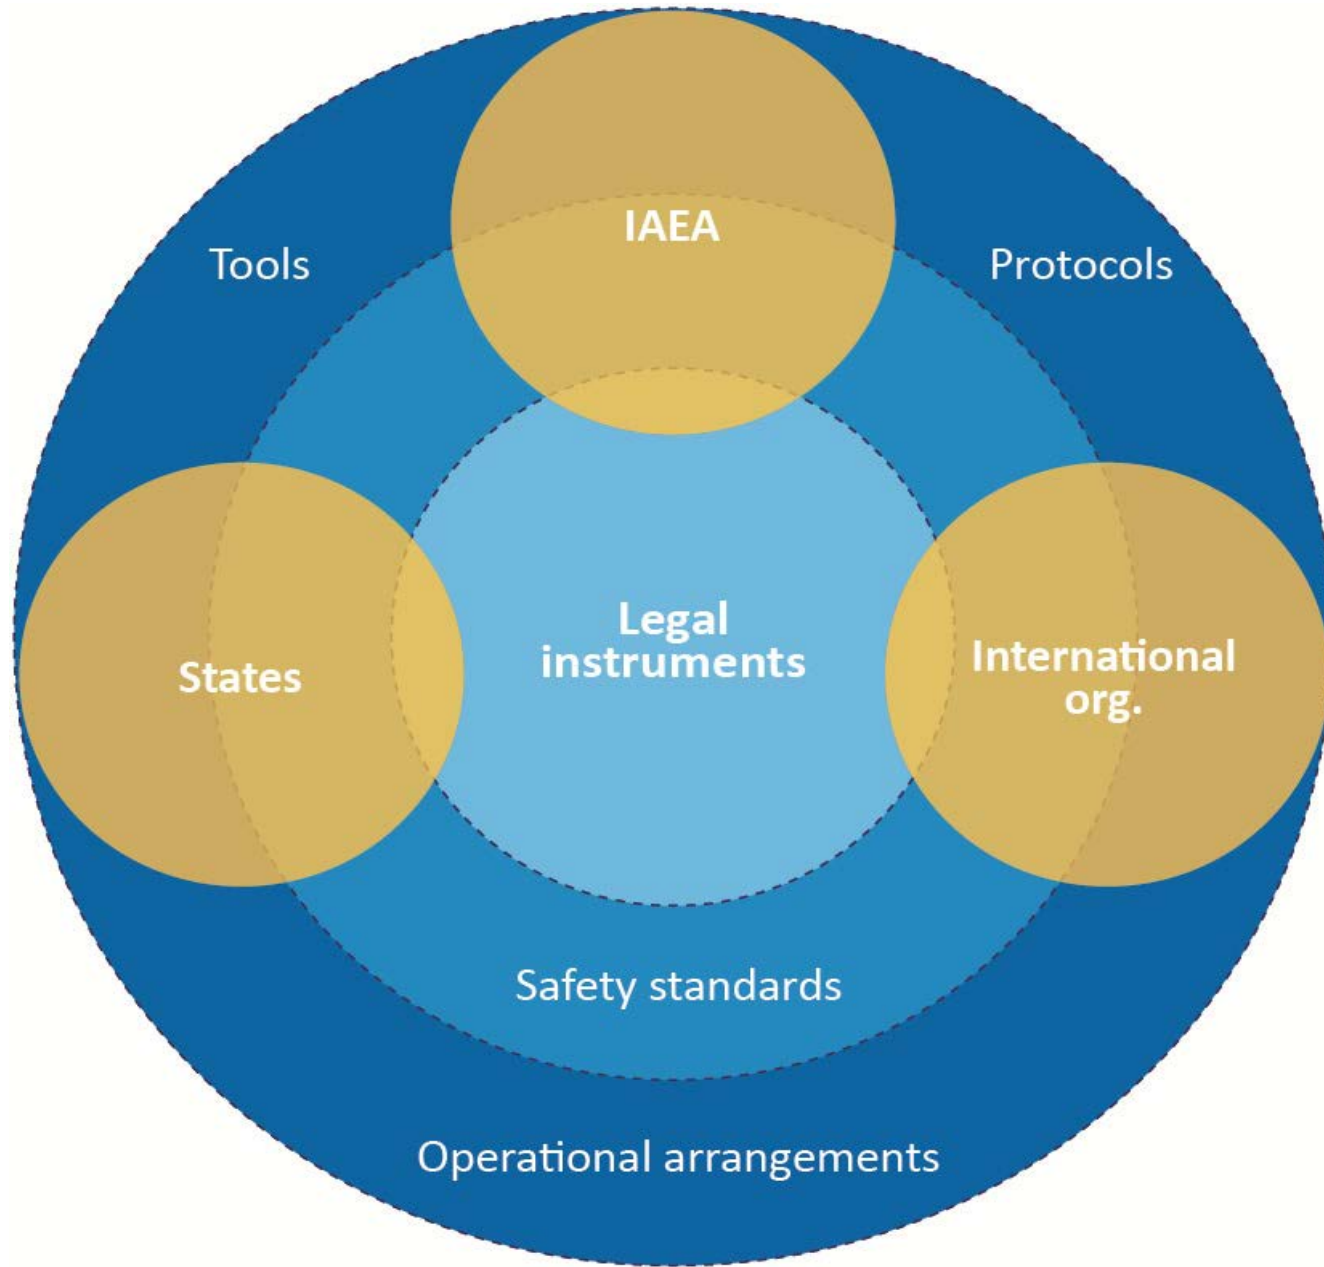 IAEA
Tools
Protocols
Legal
instruments
States
International
org.
Safety standards
Operational arrangements